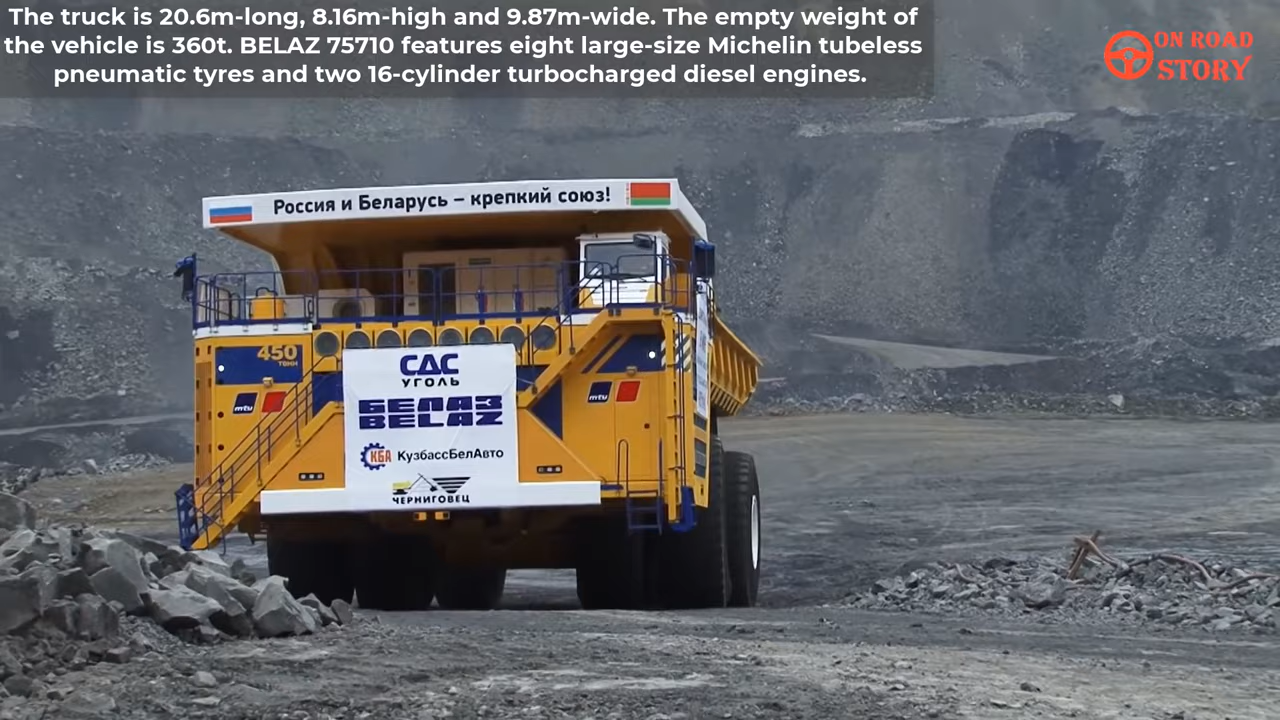 The truck is 20.6m-long, 8.16m-high and 9.87m-wide. The empty weight of
the vehicle is 360t. BELAZ 75710 features eight large-size Michelin tubeless
pneumatic tyres and two 16-cylinder turbocharged diesel engines.
ON ROAD
STORY
Россия и Беларусь – крепкий союз!
450
ТОНН
mtu
mtu
СДС
УГОЛЬ
БЕЛАЗ
BELAZ
КБА КузбассБелАвто
ЧЕРНИГОВЕЦ